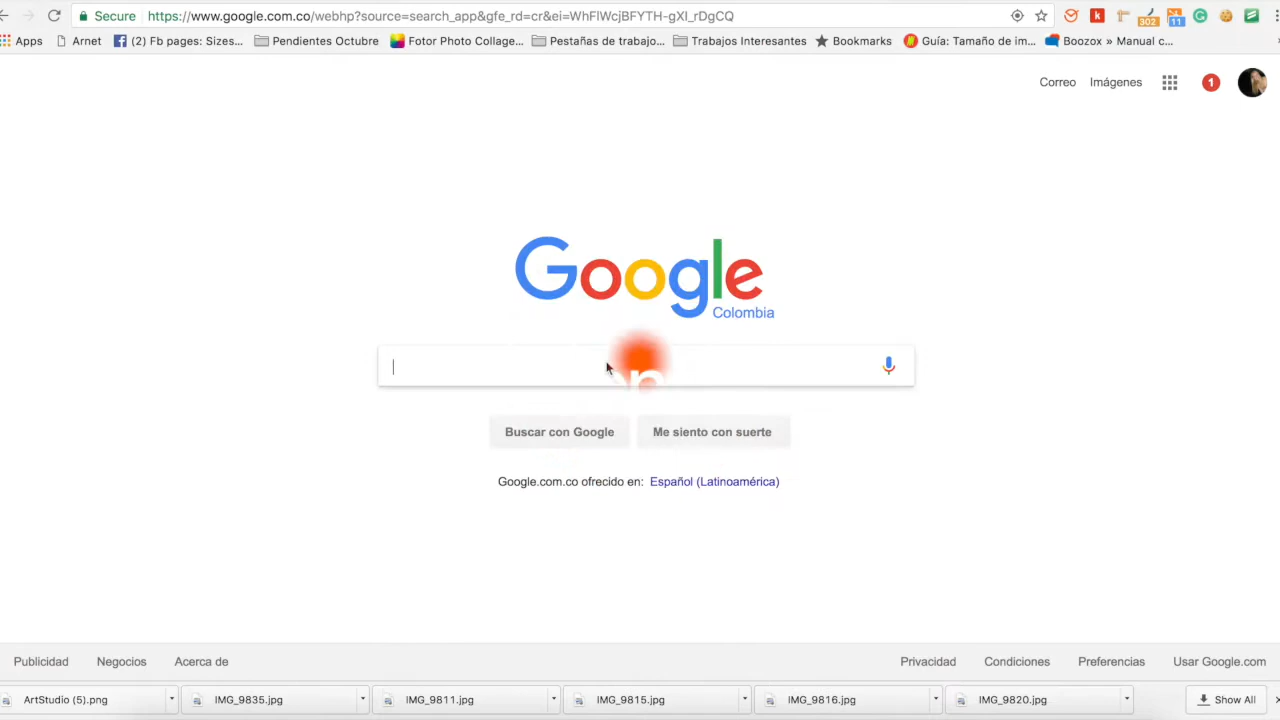 Secure https://www.google.com.co/webhp?source=search_app&gfe_rd=cr&ei=WhFlWcjBFYTH-gXI_rDgCQ 302 11
Apps Arnet (2) Fb pages: Sizes... Pendientes Octubre Fotor Photo Collage... Pestañas de trabajo... Trabajos Interesantes Bookmarks Guía: Tamaño de im... Boozox » Manual c...
Correo Imágenes 1
Google
Colombia
Buscar con Google Me siento con suerte
Google.com.co ofrecido en: Español (Latinoamérica)
Publicidad Negocios Acerca de Privacidad Condiciones Preferencias Usar Google.com
ArtStudio (5).png IMG_9835.jpg IMG_9811.jpg IMG_9815.jpg IMG_9816.jpg IMG_9820.jpg Show All